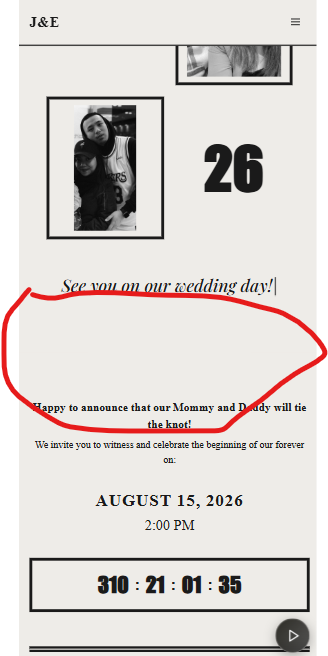 J&E
26
See you on our wedding day!
Happy to announce that our Mommy and Daddy will tie
the knot!
We invite you to witness and celebrate the beginning of our forever
on:
AUGUST 15, 2026
2:00 PM
310 : 21 : 01 : 35